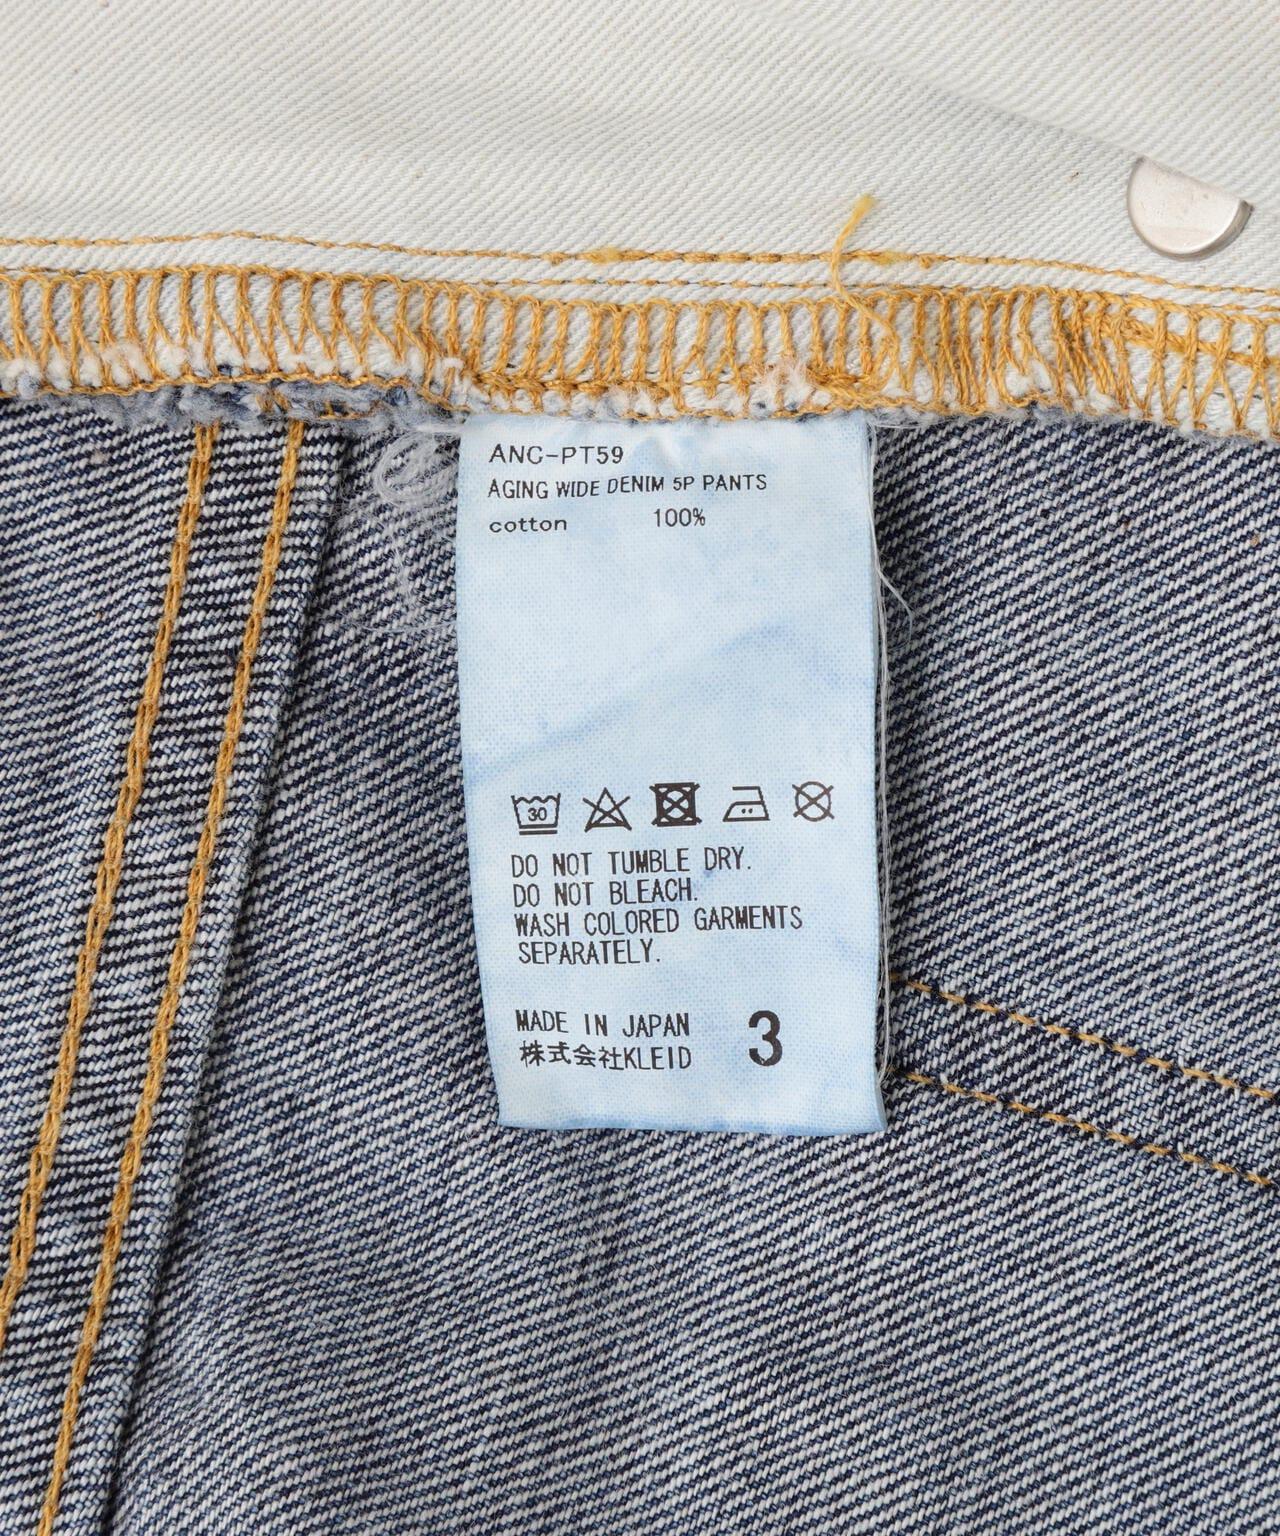 ANC-PT59
AGING WIDE DENIM 5P PANTS
cotton 100%
30
DO NOT TUMBLE DRY.
DO NOT BLEACH.
WASH COLORED GARMENTS
SEPARATELY.
MADE IN JAPAN
株式会社KLEID
3